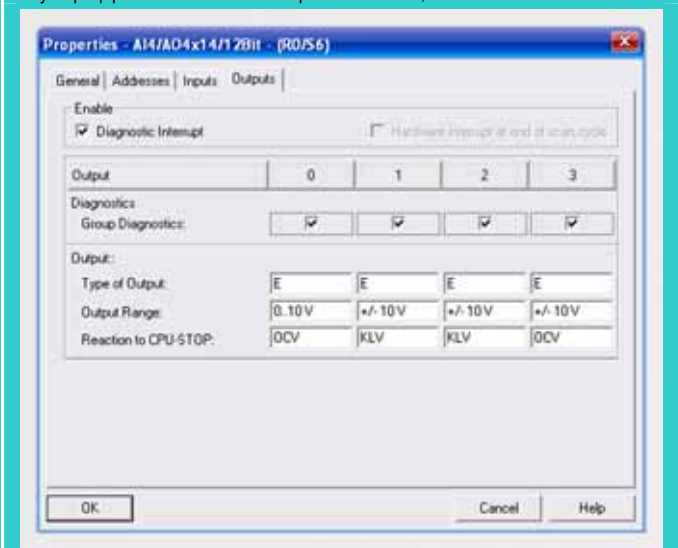 Properties - AI4/AO4x14/12Bit - (R0/S6)
General Addresses Inputs Outputs
Enable
Diagnostic Interrupt Hardware interrupt at end of scan cycle
Output 0 1 2 3
Diagnostics
Group Diagnostics:
Output:
Type of Output: E E E E
Output Range: 0..10 V +/- 10 V +/- 10 V +/- 10 V
Reaction to CPU-STOP: OCV KLV KLV OCV
OK Cancel Help